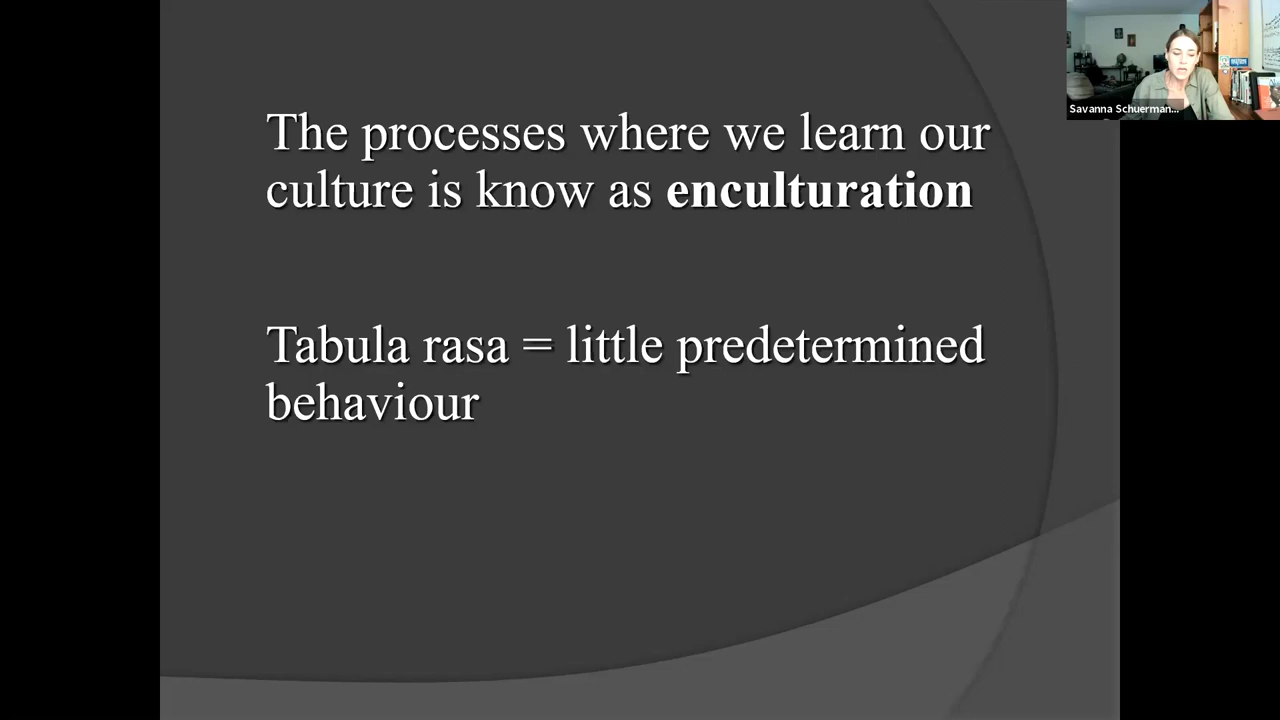 The processes where we learn our
culture is know as enculturation
Tabula rasa = little predetermined
behaviour
Savanna Schuerman...